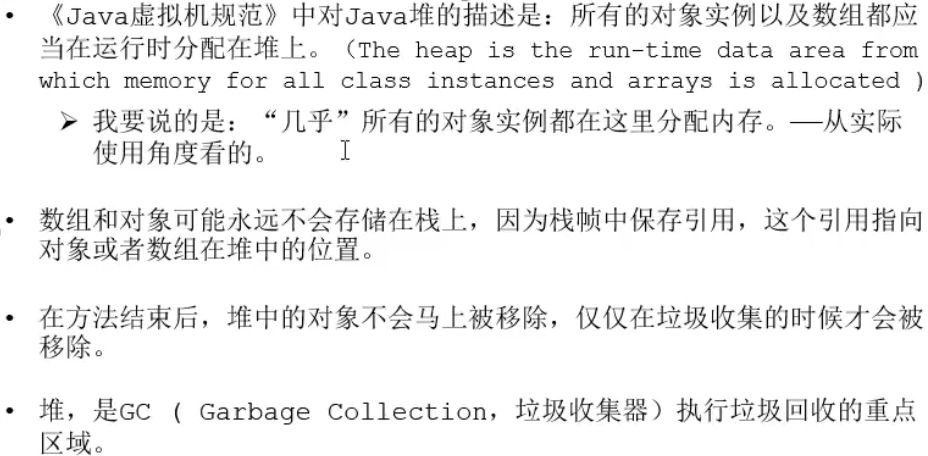 • 《Java虚拟机规范》中对Java堆的描述是：所有的对象实例以及数组都应
当在运行时分配在堆上。（The heap is the run-time data area from
which memory for all class instances and arrays is allocated ）
➤ 我要说的是：“几乎”所有的对象实例都在这里分配内存。——从实际
使用角度看的。
• 数组和对象可能永远不会存储在栈上，因为栈帧中保存引用，这个引用指向
对象或者数组在堆中的位置。
• 在方法结束后，堆中的对象不会马上被移除，仅仅在垃圾收集的时候才会被
移除。
• 堆，是GC ( Garbage Collection，垃圾收集器）执行垃圾回收的重点
区域。